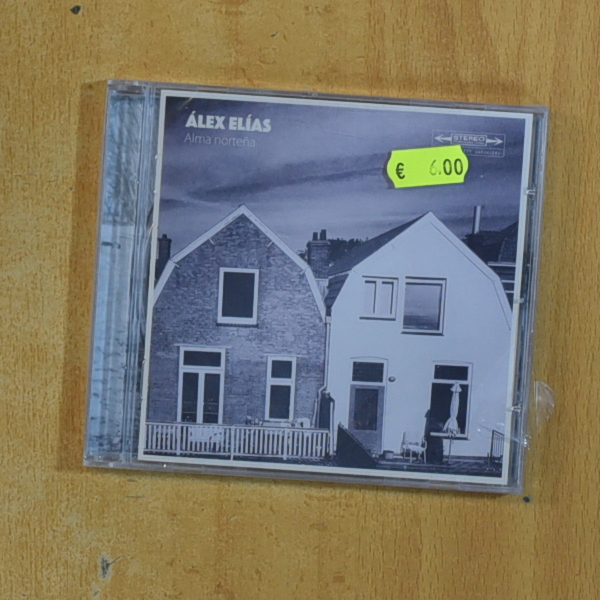 ÁLEX ELÍAS
Alma norteña
STEREO
€ 6.00